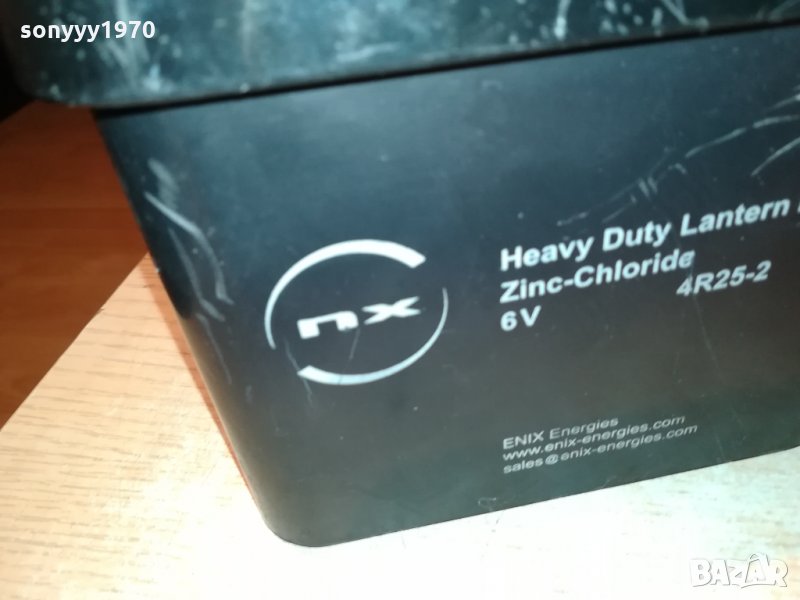 sonyyy1970
Heavy Duty Lantern
Zinc-Chloride
4R25-2
6V
nx
ENIX Energies
www.enix-energies.com
sales@enix-energies.com
BAZAR